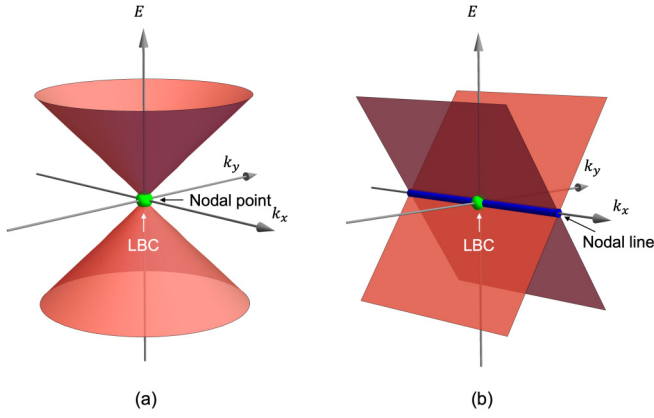 E
k_y
Nodal point
k_x
LBC
(a)
E
k_y
k_x
LBC
Nodal line
(b)